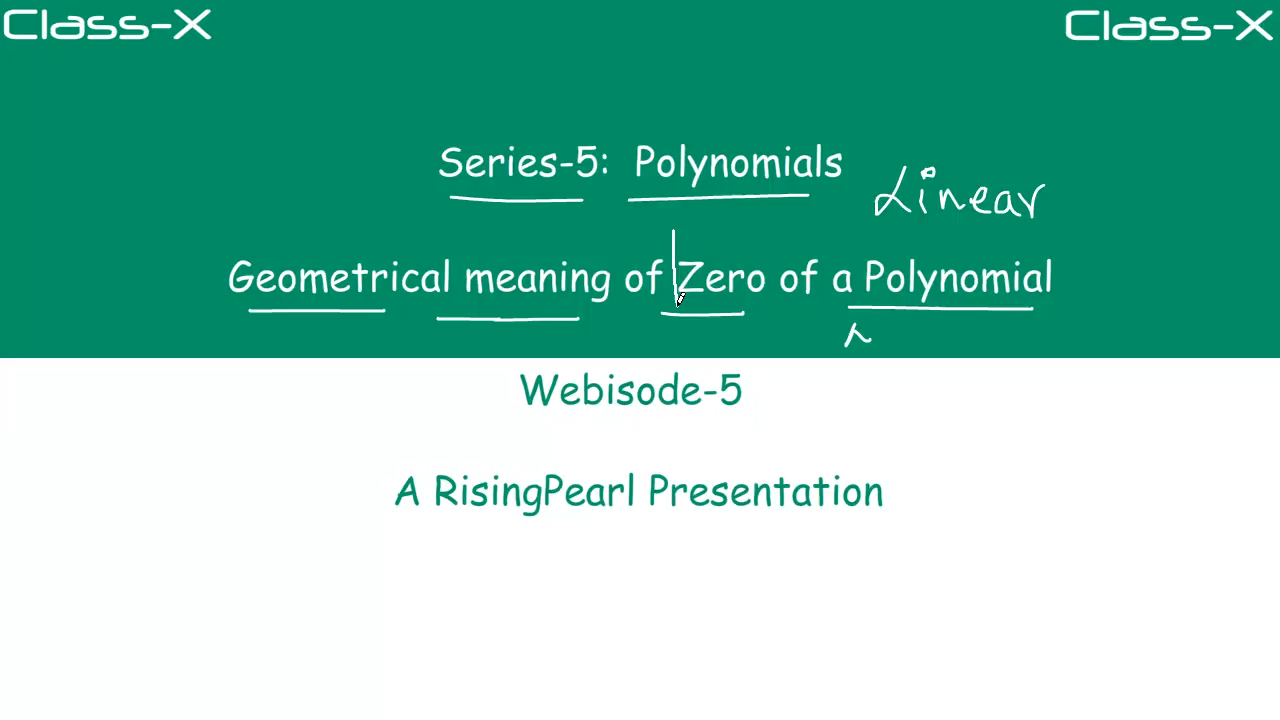 Class-X Class-X
Series-5: Polynomials
Linear
Geometrical meaning of Zero of a Polynomial
Webisode-5
A RisingPearl Presentation